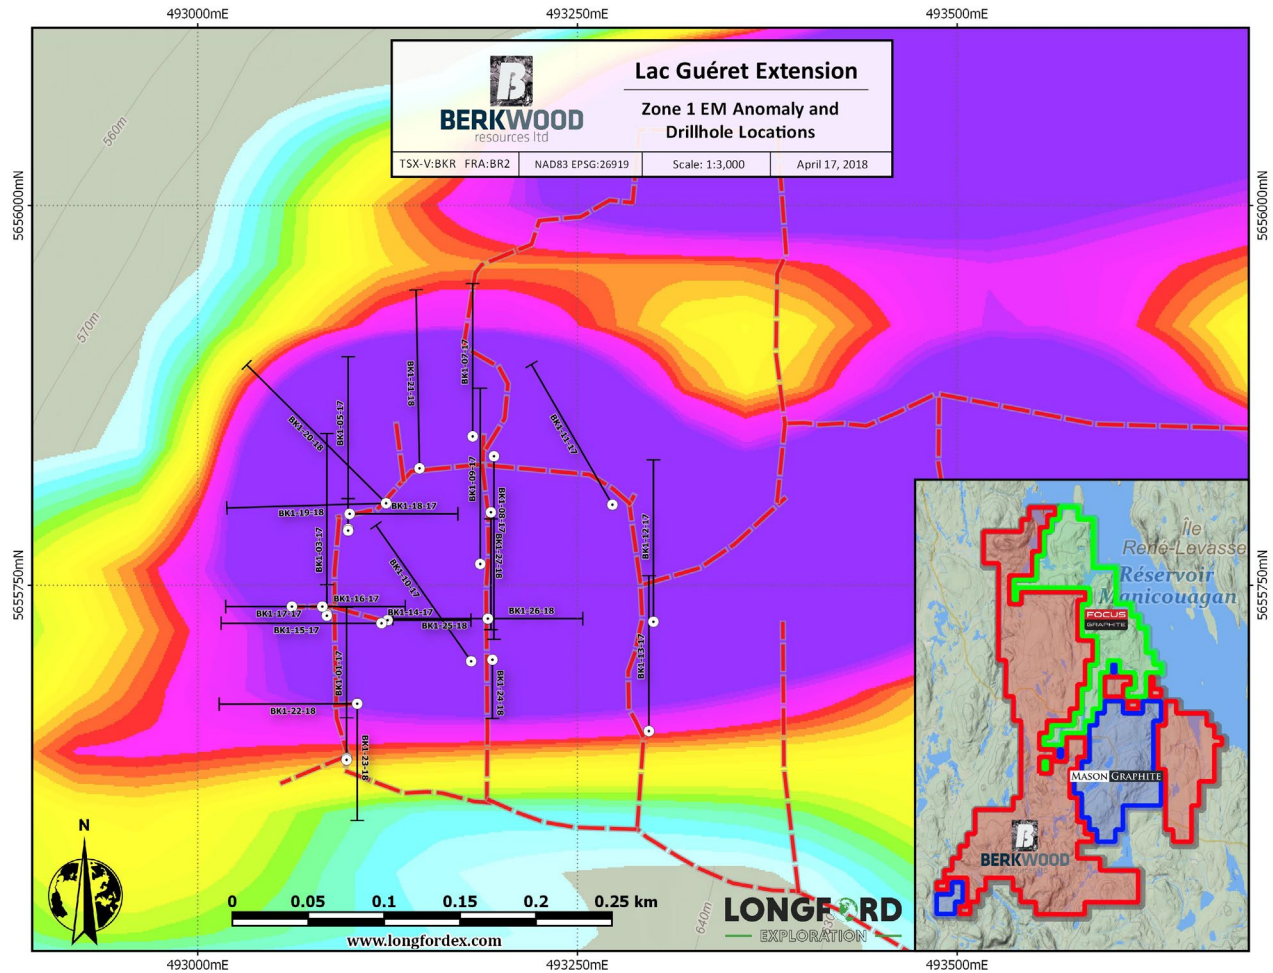 493000mE
493250mE
493500mE
5656000mN
5656000mN
5655750mN
5655750mN
560m
570m
B
BERKWOOD
resources ltd
Lac Guéret Extension
Zone 1 EM Anomaly and
Drillhole Locations
TSX-V:BKR FRA:BR2
NAD83 EPSG:26919
Scale: 1:3,000
April 17, 2018
BK1-07-17
BK1-21-18
BK1-05-17
BK1-20-18
BK1-11-17
BK1-09-17
BK1-08-17
BK1-18-17
BK1-19-18
BK1-12-17
BK1-03-17
BK1-27-18
BK1-10-17
BK1-16-17
BK1-17-17
BK1-14-17
BK1-26-18
BK1-15-17
BK1-25-18
BK1-01-17
BK1-13-17
BK1-24-18
BK1-22-18
BK1-23-18
Île
René-Levasse
Réservoir
Manicouagan
FOCUS
GRAPHITE
MASON GRAPHITE
B
BERKWOOD
N
0 0.05 0.1 0.15 0.2 0.25 km
www.longfordex.com
640m
LONGFORD
EXPLORATION
493000mE
493250mE
493500mE